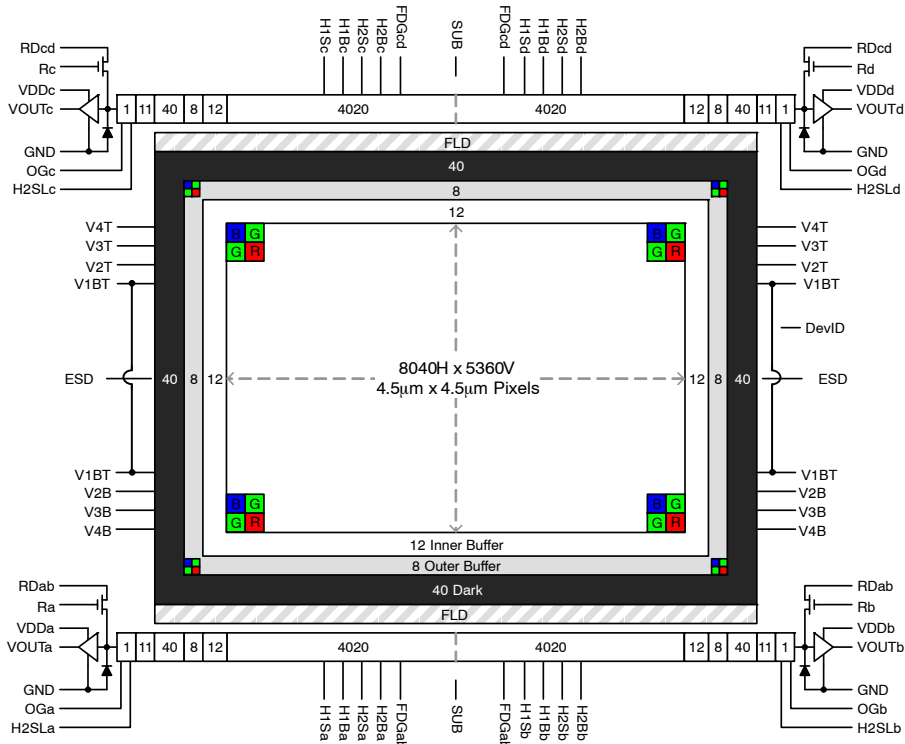 H1Sc H1Bc H2Sc H2Bc FDGcd SUB FDGcd H1Sd H1Bd H2Sd H2Bd
RDcd RDcd
Rc Rd
VDDc VDDd
VOUTc 1 11 40 8 12 4020 4020 12 8 40 11 1 VOUTd
GND FLD GND
OGc 40 OGd
H2SLc 8 H2SLd
12
V4T B G B G V4T
V3T G R G R V3T
V2T V2T
V1BT V1BT
DevID
8040H x 5360V
ESD 40 8 12 12 8 40 ESD
4.5μm x 4.5μm Pixels
V1BT V1BT
V2B B G B G V2B
V3B G R G R V3B
V4B V4B
12 Inner Buffer
8 Outer Buffer
RDab 40 Dark RDab
Ra FLD Rb
VDDa VDDb
VOUTa 1 11 40 8 12 4020 4020 12 8 40 11 1 VOUTb
GND GND
OGa OGb
H2SLa H2SLb
H1Sa H1Ba H2Sa H2Ba FDGab SUB FDGab H1Sb H1Bb H2Sb H2Bb